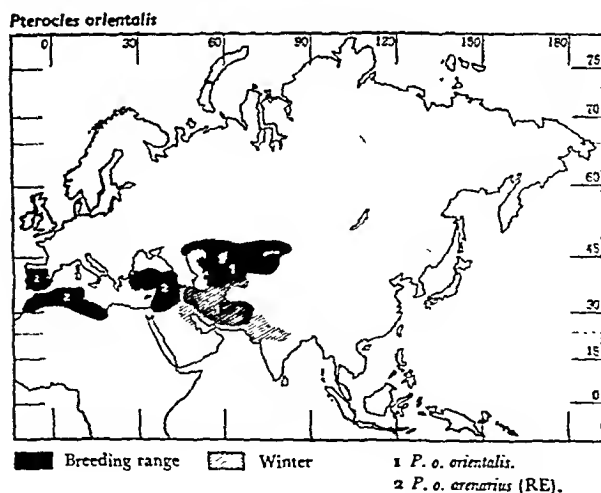 Pterocles orientalis
0 30 60 90 120 150 180
75
70
60
45
30
15
0
1
2
2
2
Breeding range
Winter
1 P. o. orientalis.
2 P. o. arenarius (RE).